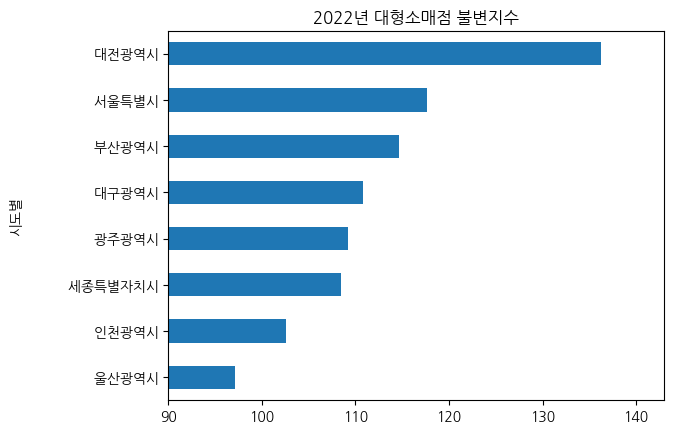 2022년 대형소매점 불변지수
시도별
대전광역시
서울특별시
부산광역시
대구광역시
광주광역시
세종특별자치시
인천광역시
울산광역시
90 100 110 120 130 140